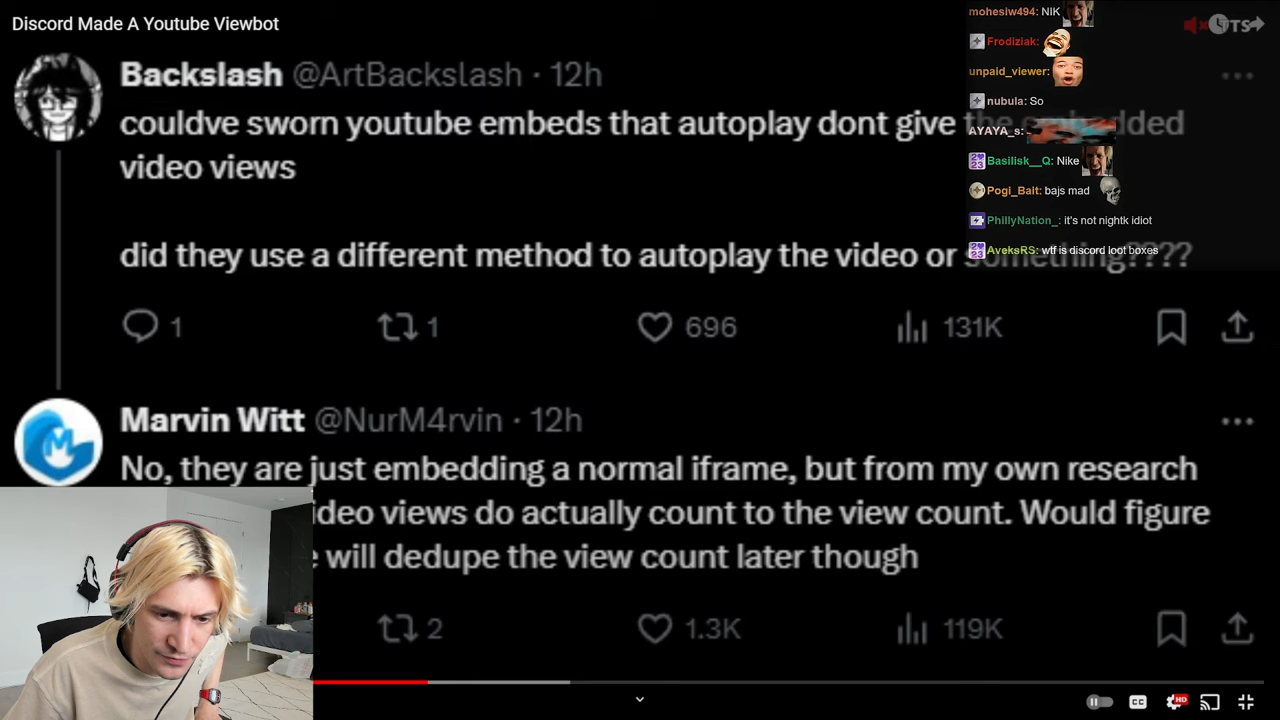 Discord Made A Youtube Viewbot
Backslash @ArtBackslash · 12h
couldve sworn youtube embeds that autoplay dont give the embedded
video views
did they use a different method to autoplay the video or something????
1
1
696
131K
Marvin Witt @NurM4rvin · 12h
No, they are just embedding a normal iframe, but from my own research
ideo views do actually count to the view count. Would figure
will dedupe the view count later though
2
1.3K
119K
mohesiw494: NIK
Frodiziak:
unpaid_viewer:
nubula: So
AYAYA_s:
Basilisk__Q: Nike
Pogi_Bait: bajs mad
PhillyNation_: it's not nightk idiot
AveksRS: wtf is discord loot boxes
TTS
CC
HD